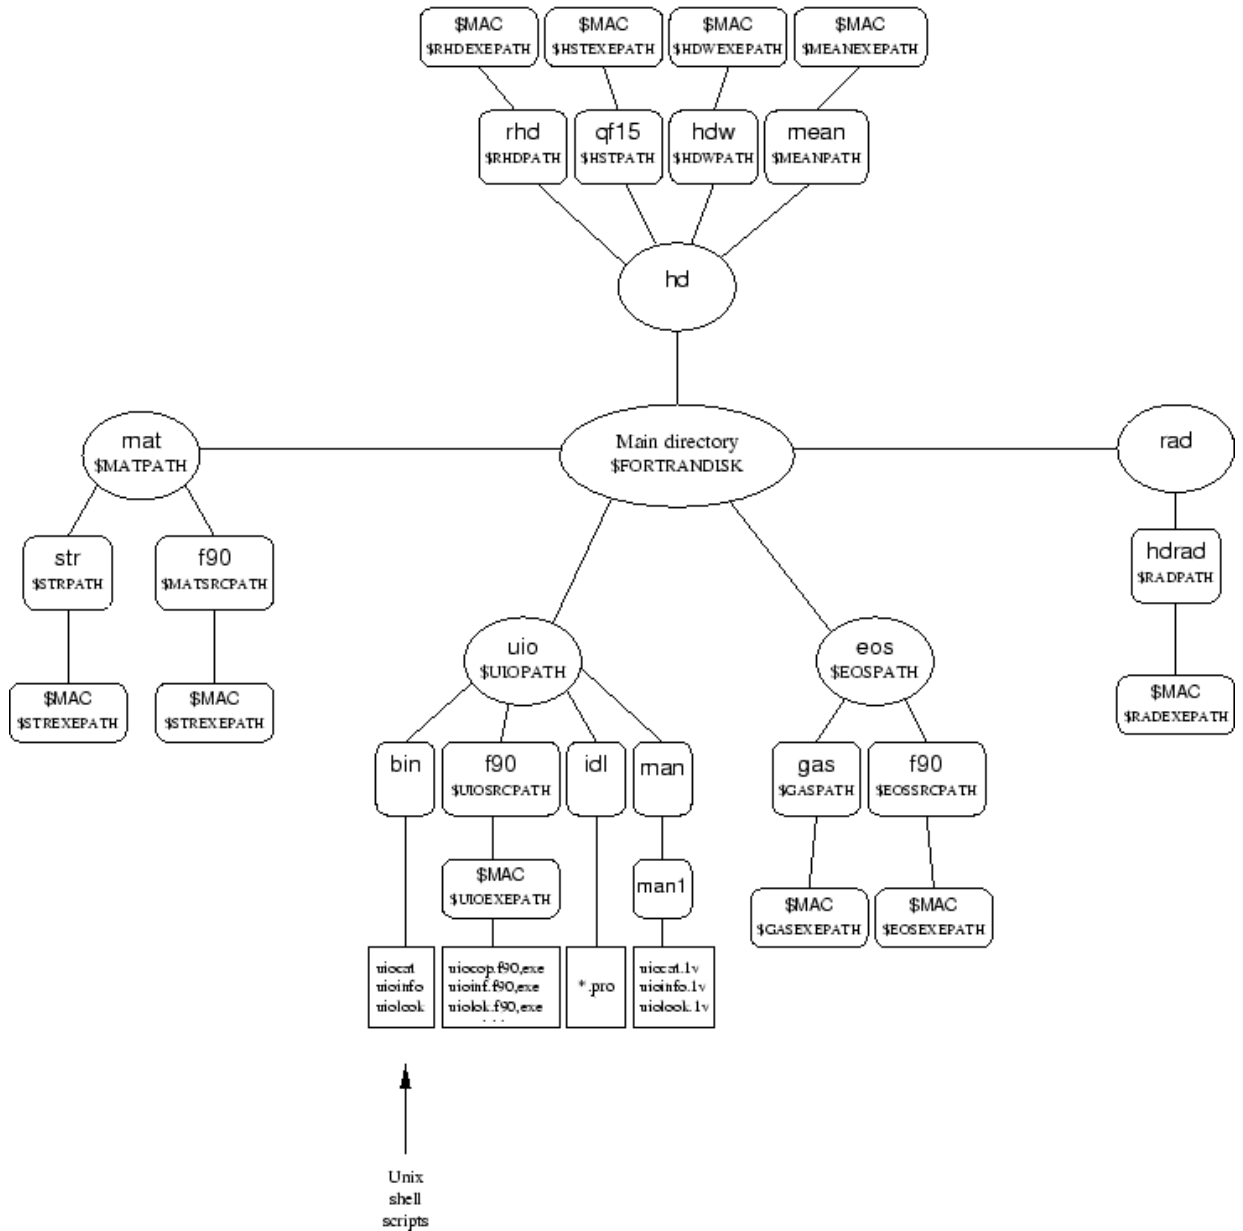 $MAC
$RHDEXEPATH
$MAC
$HSTEXEPATH
$MAC
$HDWEXEPATH
$MAC
$MEANEXEPATH
rhd
$RHDPATH
qf15
$HSTPATH
hdw
$HDWPATH
mean
$MEANPATH
hd
mat
$MATPATH
Main directory
$FORTRANDISK
rad
str
$STRPATH
f90
$MATSRCPATH
hdrad
$RADPATH
uio
$UIOPATH
eos
$EOSPATH
$MAC
$STREXEPATH
$MAC
$STREXEPATH
$MAC
$RADEXEPATH
bin
f90
$UIOSRCPATH
idl
man
gas
$GASPATH
f90
$EOSSRCPATH
$MAC
$UIOEXEPATH
man1
$MAC
$GASEXEPATH
$MAC
$EOSEXEPATH
uiocat
uioinfo
uiolook
uiocop.f90,exe
uioinf.f90,exe
uiolok.f90,exe
. . .
*.pro
uiocat.1v
uioinfo.1v
uiolook.1v
Unix
shell
scripts